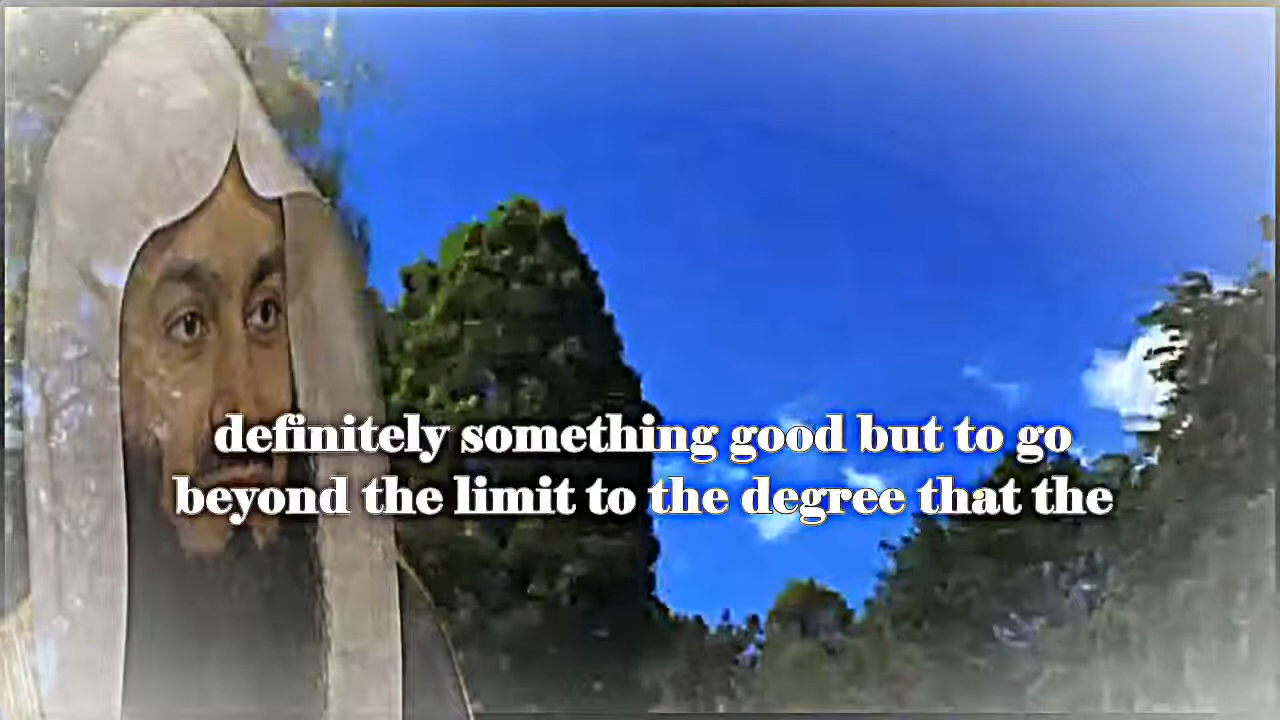 definitely something good but to go
beyond the limit to the degree that the